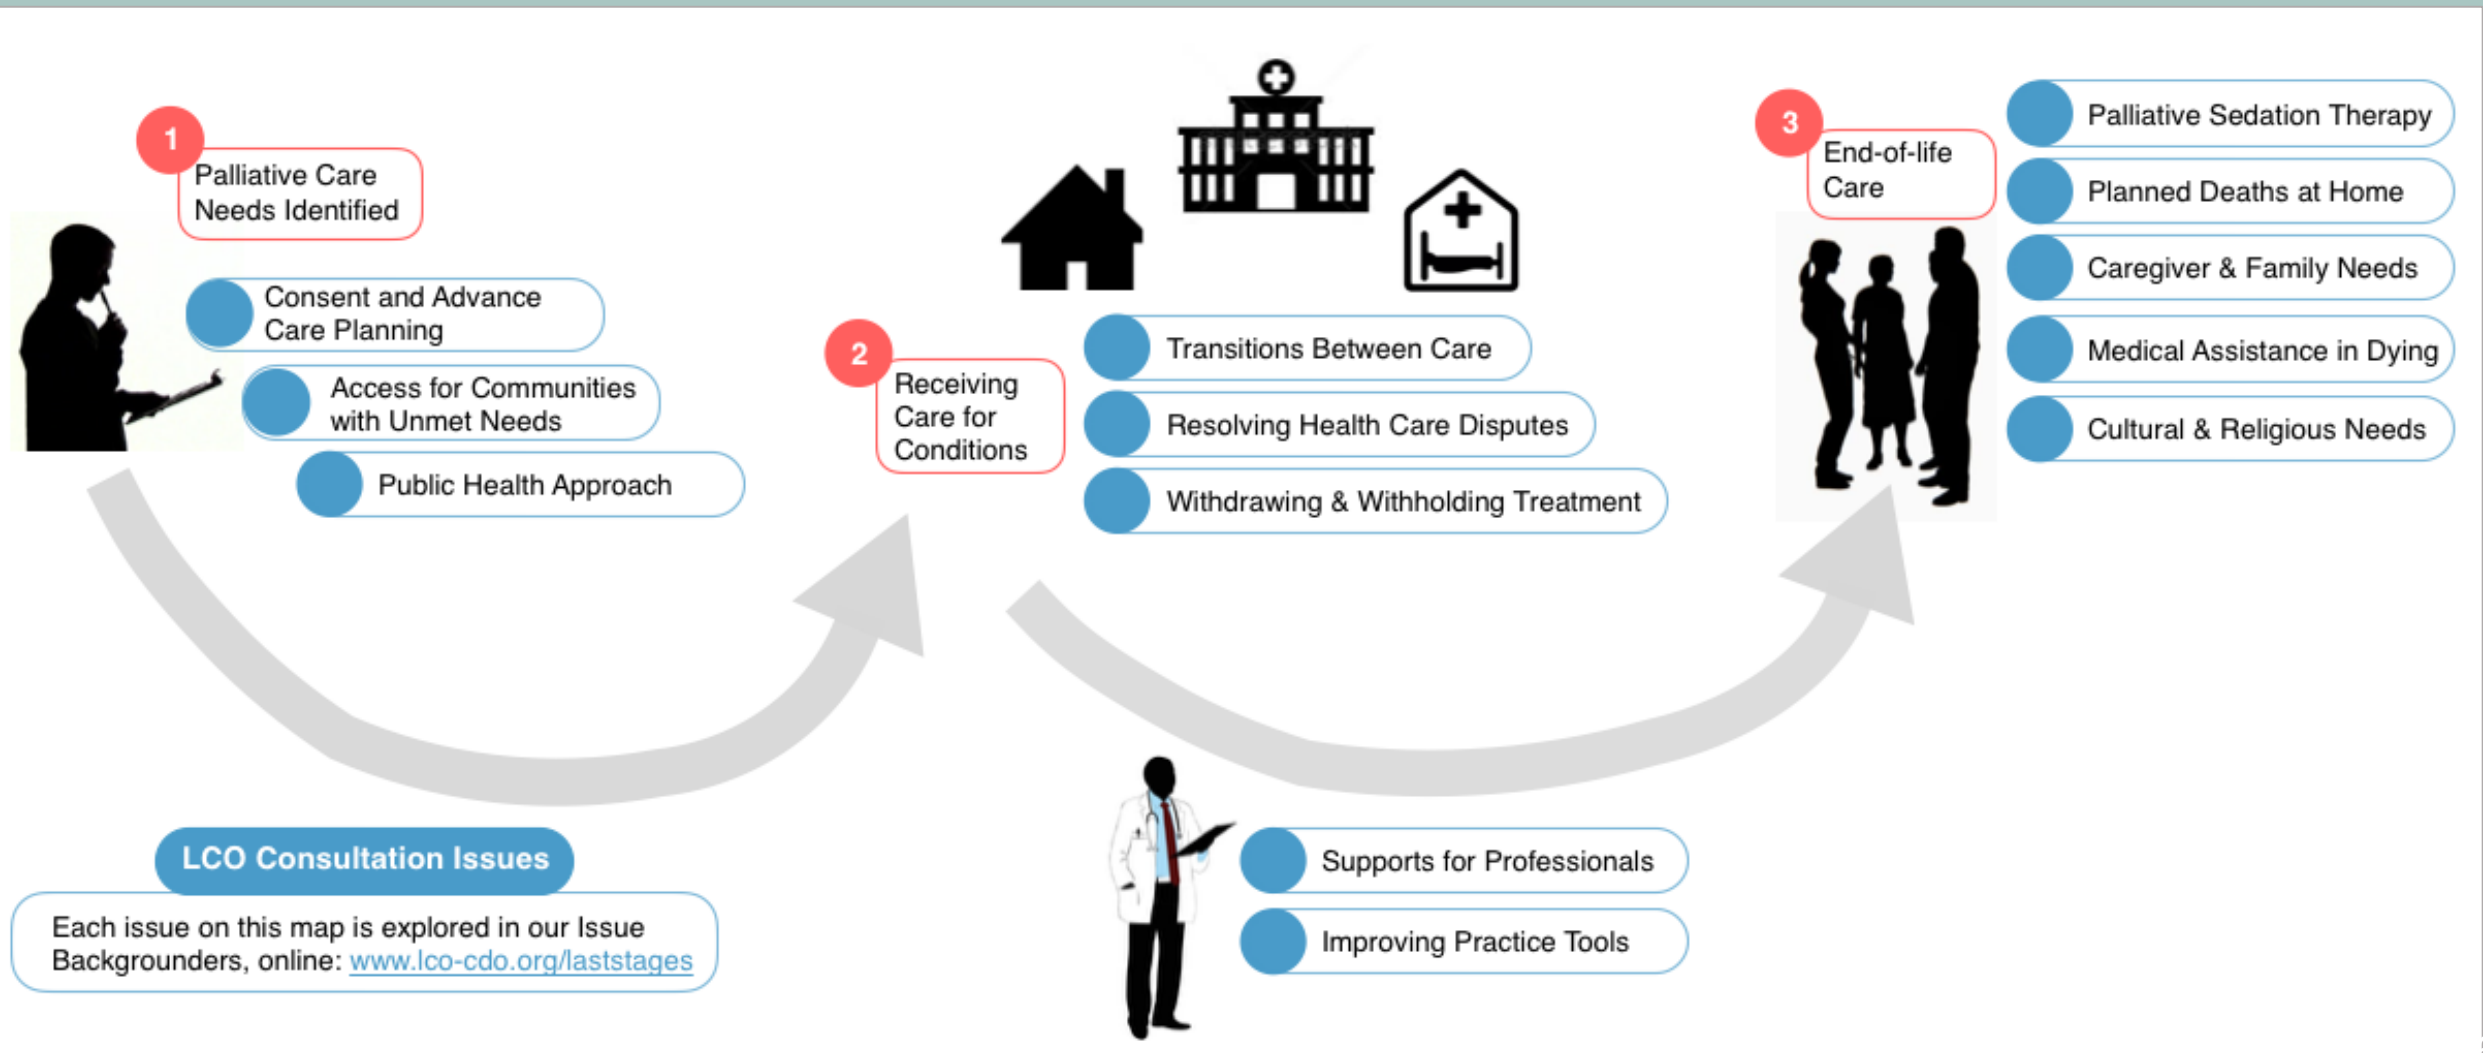 1
Palliative Care
Needs Identified
Consent and Advance
Care Planning
Access for Communities
with Unmet Needs
Public Health Approach
2
Receiving
Care for
Conditions
Transitions Between Care
Resolving Health Care Disputes
Withdrawing & Withholding Treatment
3
End-of-life
Care
Palliative Sedation Therapy
Planned Deaths at Home
Caregiver & Family Needs
Medical Assistance in Dying
Cultural & Religious Needs
Supports for Professionals
Improving Practice Tools
LCO Consultation Issues
Each issue on this map is explored in our Issue
Backgrounders, online: www.lco-cdo.org/laststages